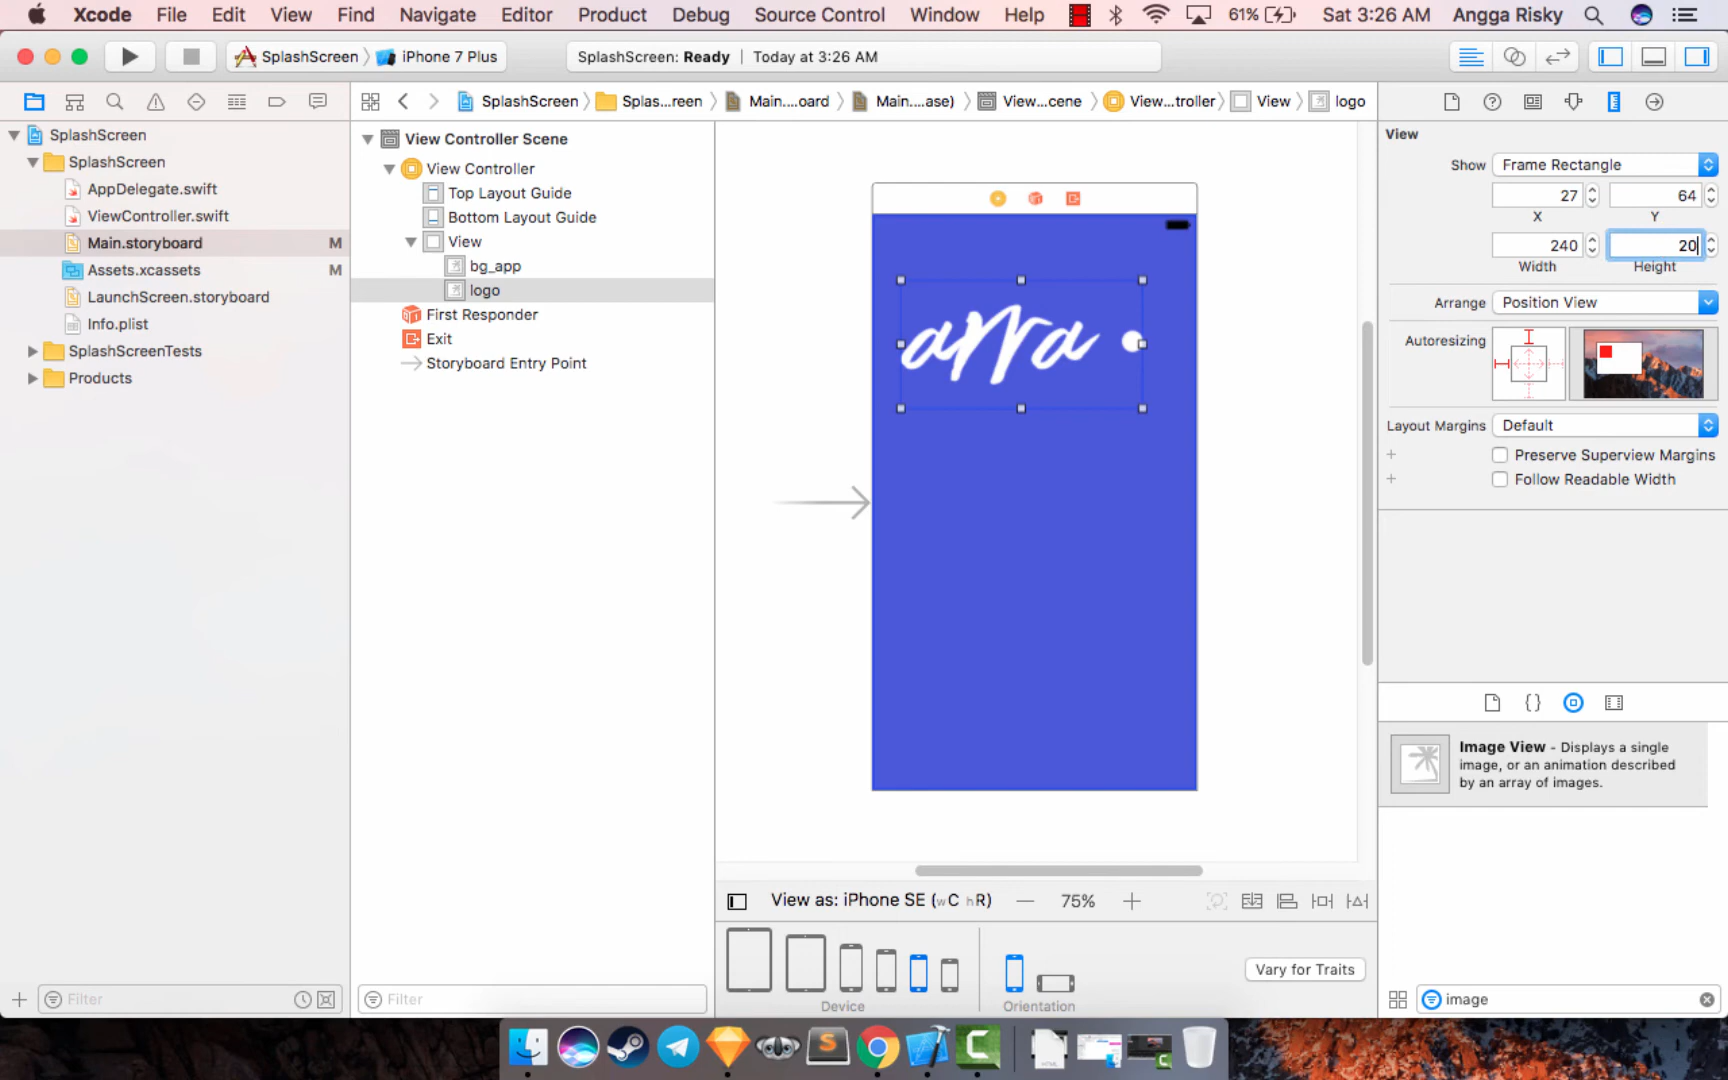 Xcode File Edit View Find Navigate Editor Product Debug Source Control Window Help 61% Sat 3:26 AM Angga Risky
SplashScreen iPhone 7 Plus SplashScreen: Ready Today at 3:26 AM
SplashScreen Splas...reen Main....oard Main....ase) View...cene View...troller View logo
SplashScreen
SplashScreen
AppDelegate.swift
ViewController.swift
Main.storyboard M
Assets.xcassets M
LaunchScreen.storyboard
Info.plist
SplashScreenTests
Products
Filter
View Controller Scene
View Controller
Top Layout Guide
Bottom Layout Guide
View
bg_app
logo
First Responder
Exit
Storyboard Entry Point
Filter
arra
View as: iPhone SE (wC hR) 75%
Device
Orientation
Vary for Traits
View
Show Frame Rectangle
27 64
X Y
240 20
Width Height
Arrange Position View
Autoresizing
Layout Margins Default
Preserve Superview Margins
Follow Readable Width
{}
Image View - Displays a single
image, or an animation described
by an array of images.
image
S
C
HTML
C